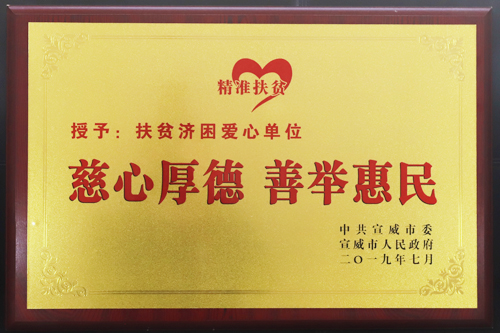 精准扶贫
授予：扶贫济困爱心单位
慈心厚德 善举惠民
中共宣威市委
宣威市人民政府
二〇一九年七月